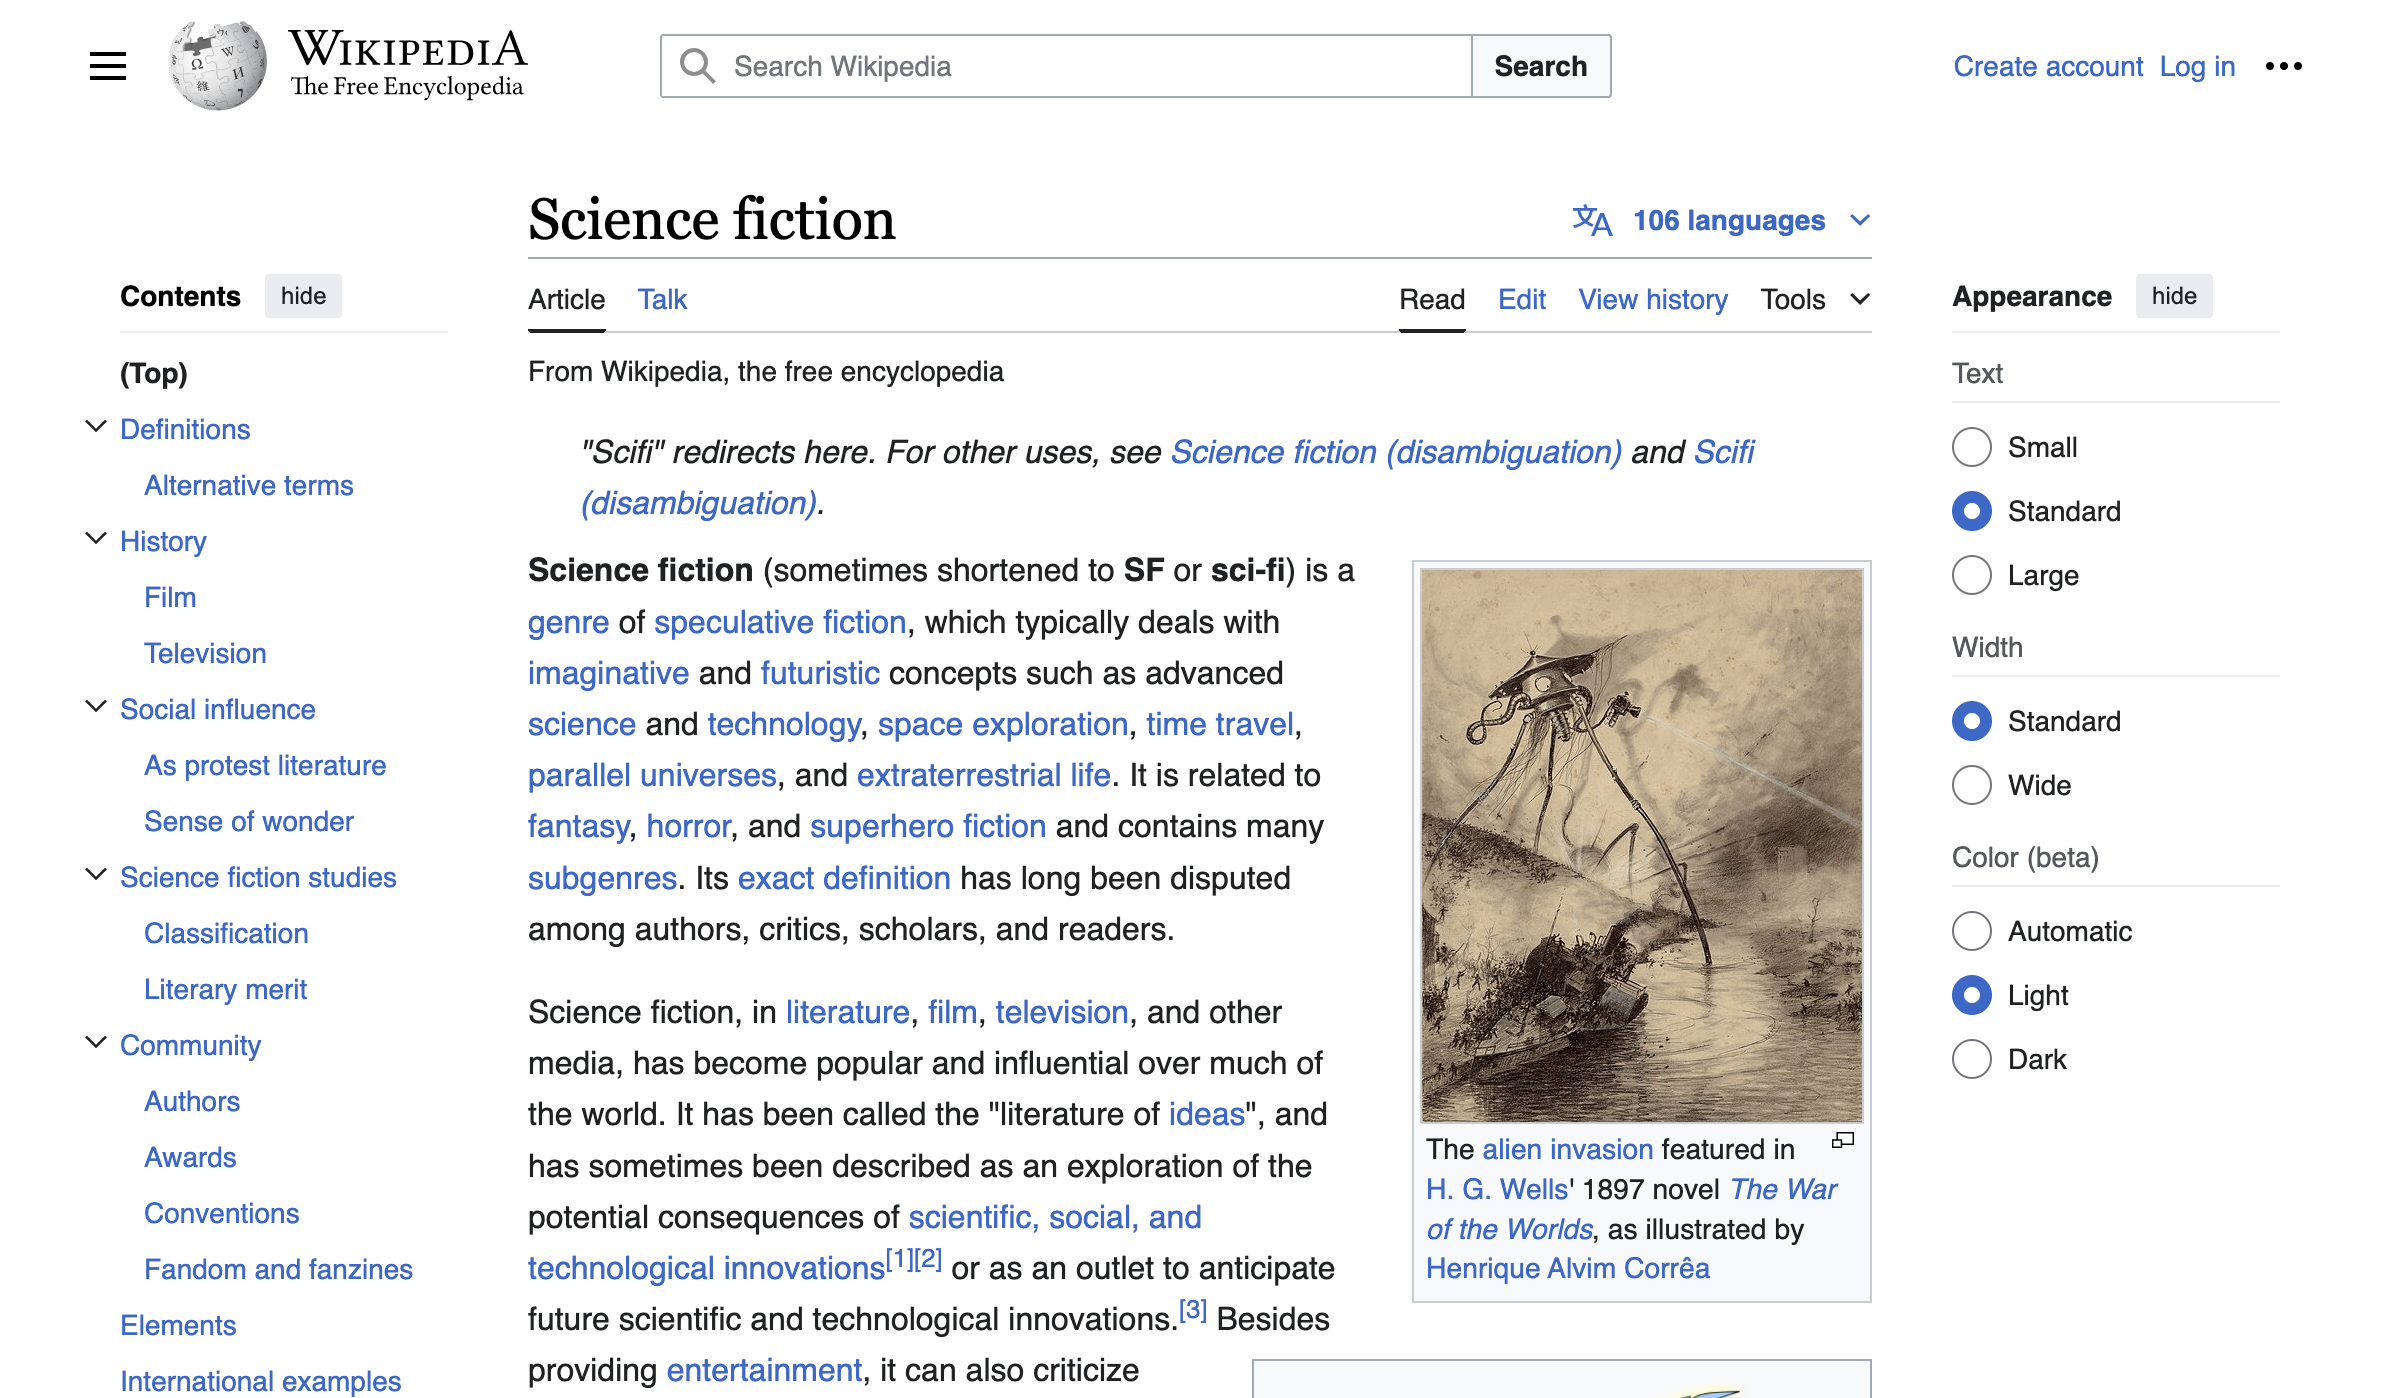 WIKIPEDIA
The Free Encyclopedia
Search Wikipedia
Search
Create account Log in
Science fiction
106 languages
Contents hide
(Top)
Definitions
Alternative terms
History
Film
Television
Social influence
As protest literature
Sense of wonder
Science fiction studies
Classification
Literary merit
Community
Authors
Awards
Conventions
Fandom and fanzines
Elements
International examples
Article Talk
Read Edit View history Tools
From Wikipedia, the free encyclopedia
"Scifi" redirects here. For other uses, see Science fiction (disambiguation) and Scifi
(disambiguation).
Science fiction (sometimes shortened to SF or sci-fi) is a
genre of speculative fiction, which typically deals with
imaginative and futuristic concepts such as advanced
science and technology, space exploration, time travel,
parallel universes, and extraterrestrial life. It is related to
fantasy, horror, and superhero fiction and contains many
subgenres. Its exact definition has long been disputed
among authors, critics, scholars, and readers.
Science fiction, in literature, film, television, and other
media, has become popular and influential over much of
the world. It has been called the "literature of ideas", and
has sometimes been described as an exploration of the
potential consequences of scientific, social, and
technological innovations[1][2] or as an outlet to anticipate
future scientific and technological innovations.[3] Besides
providing entertainment, it can also criticize
The alien invasion featured in
H. G. Wells' 1897 novel The War
of the Worlds, as illustrated by
Henrique Alvim Corrêa
Appearance hide
Text
Small
Standard
Large
Width
Standard
Wide
Color (beta)
Automatic
Light
Dark